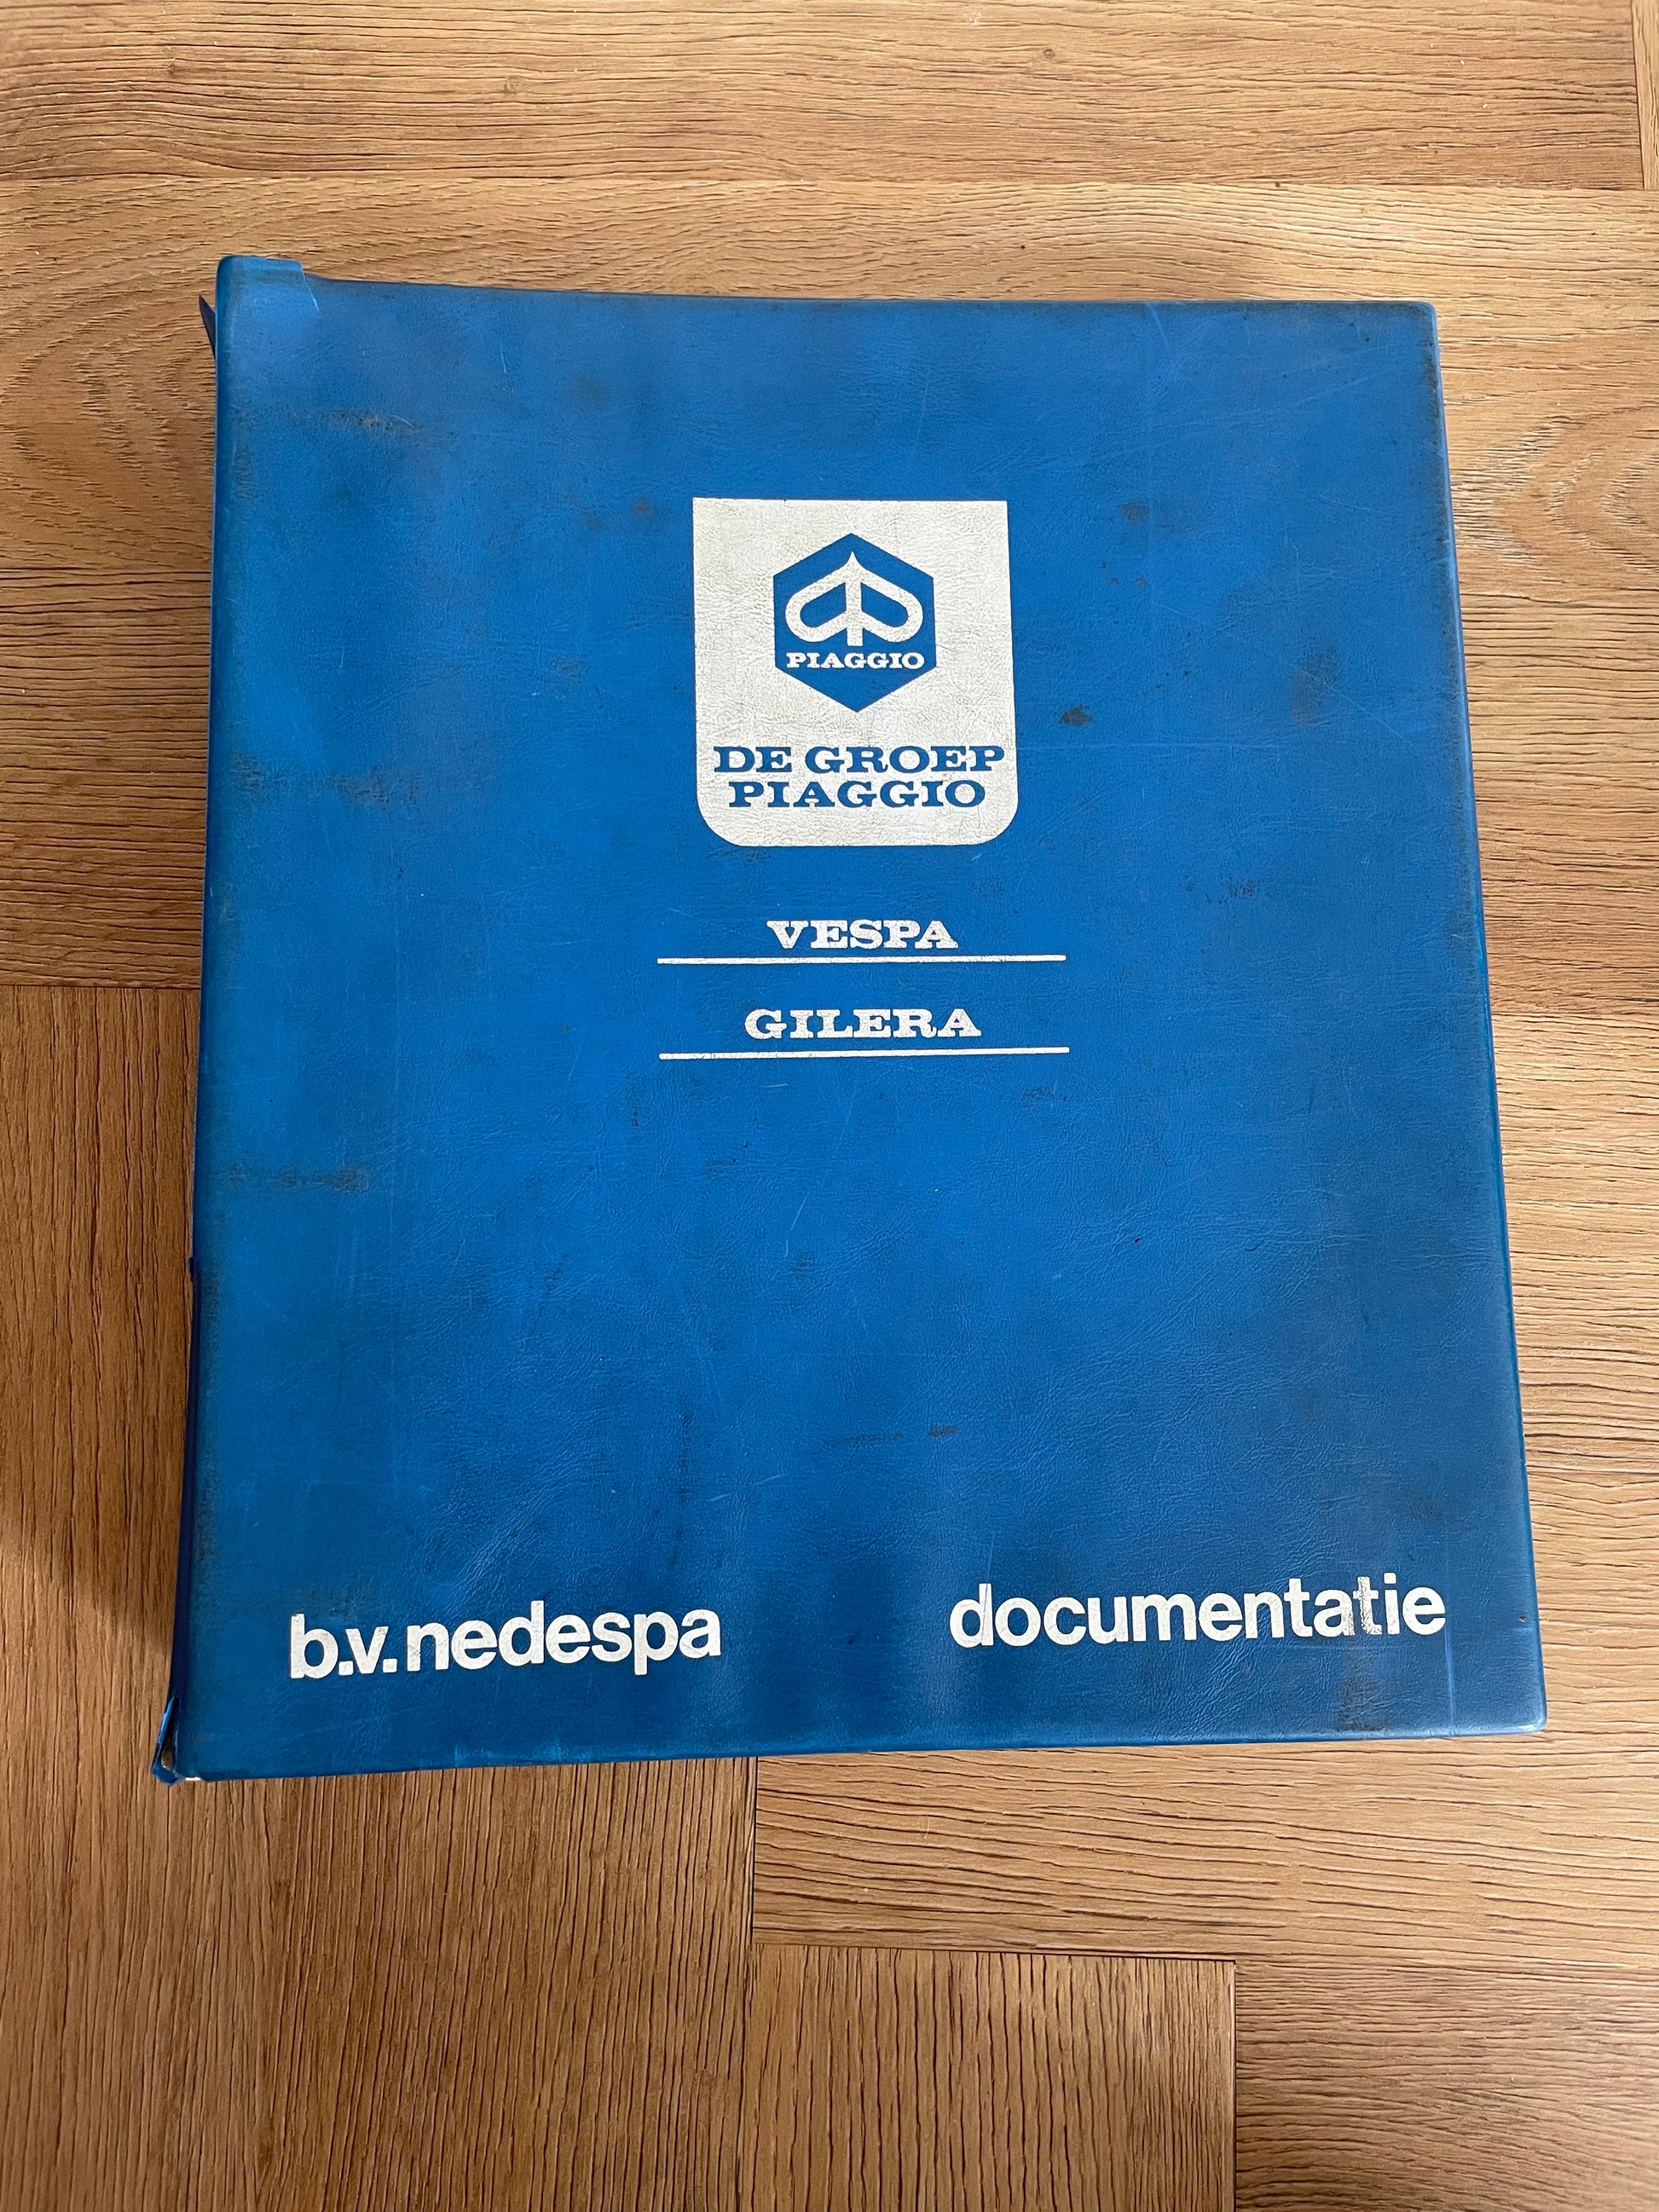 PIAGGIO
DE GROEP
PIAGGIO
VESPA
GILERA
b.v. nedespa
documentatie